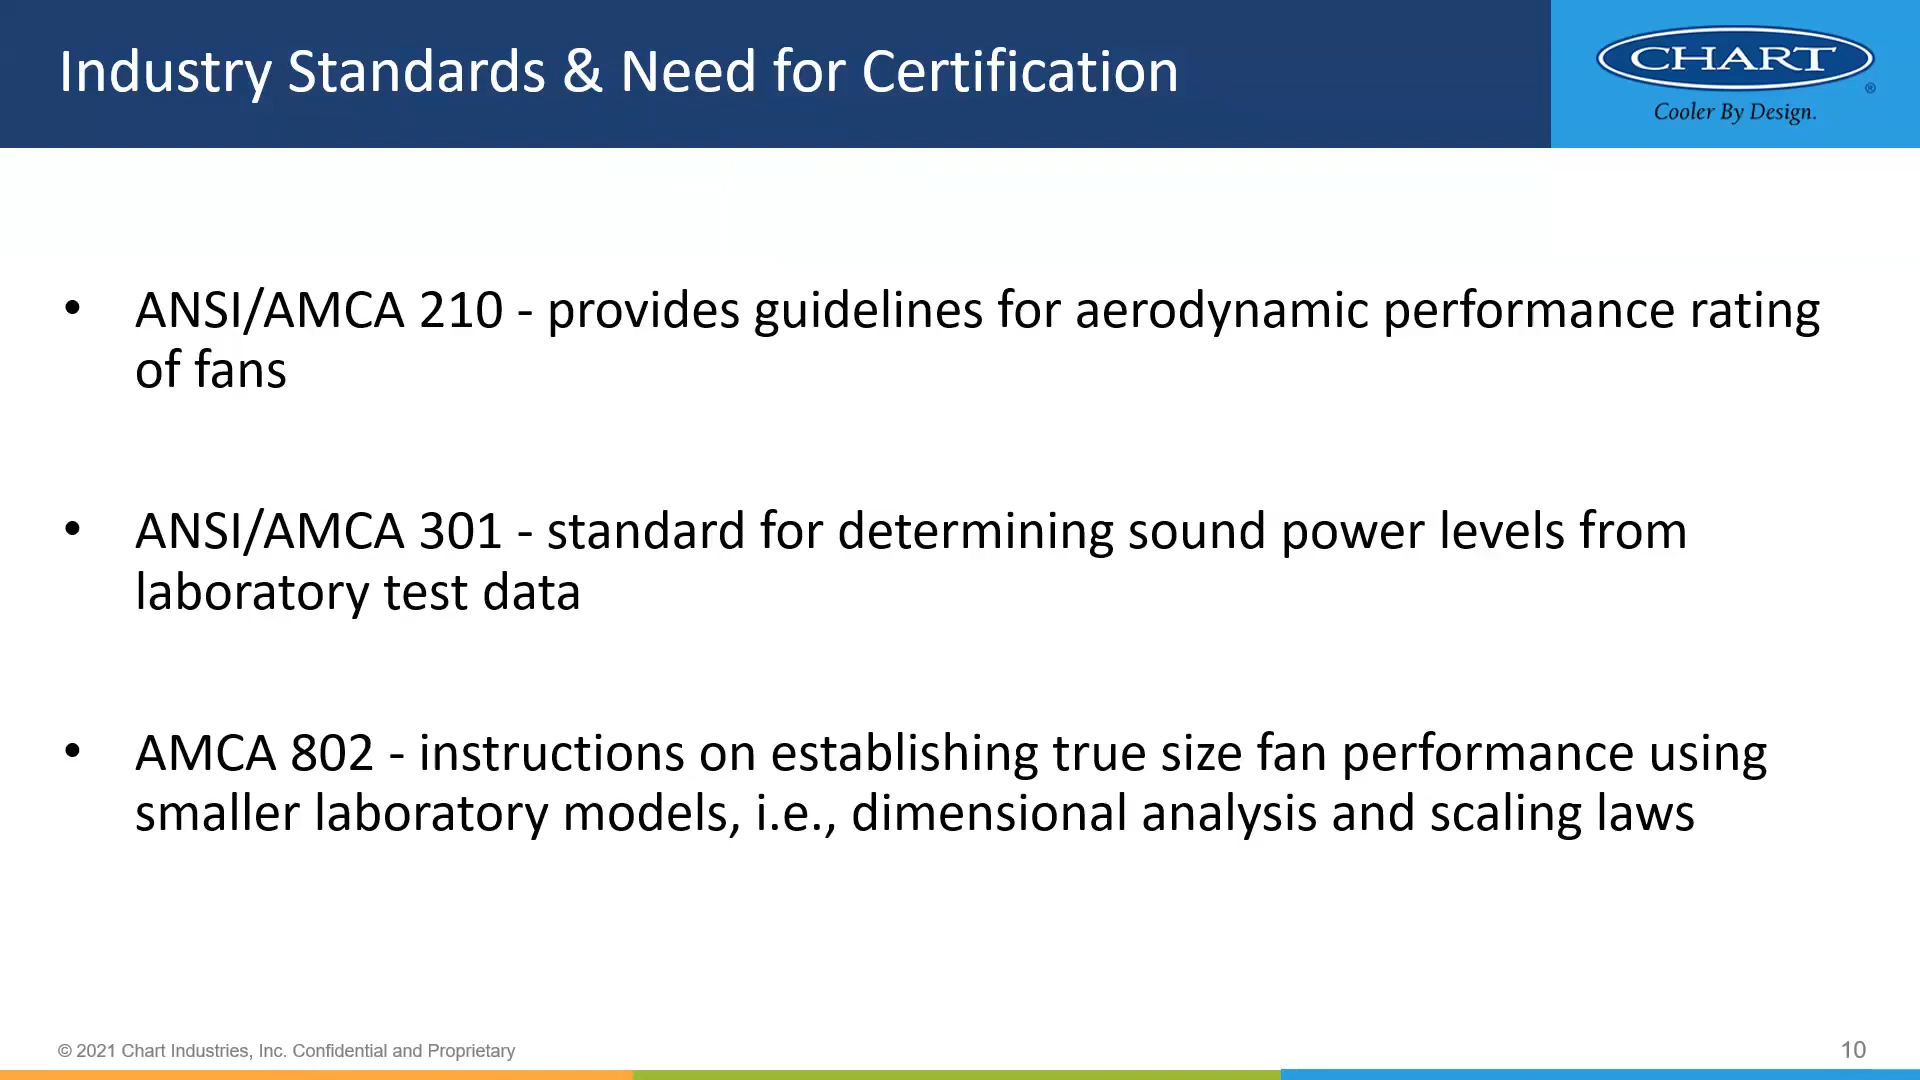 Industry Standards & Need for Certification
CHART
®
Cooler By Design.
• ANSI/AMCA 210 - provides guidelines for aerodynamic performance rating
of fans
• ANSI/AMCA 301 - standard for determining sound power levels from
laboratory test data
• AMCA 802 - instructions on establishing true size fan performance using
smaller laboratory models, i.e., dimensional analysis and scaling laws
© 2021 Chart Industries, Inc. Confidential and Proprietary
10